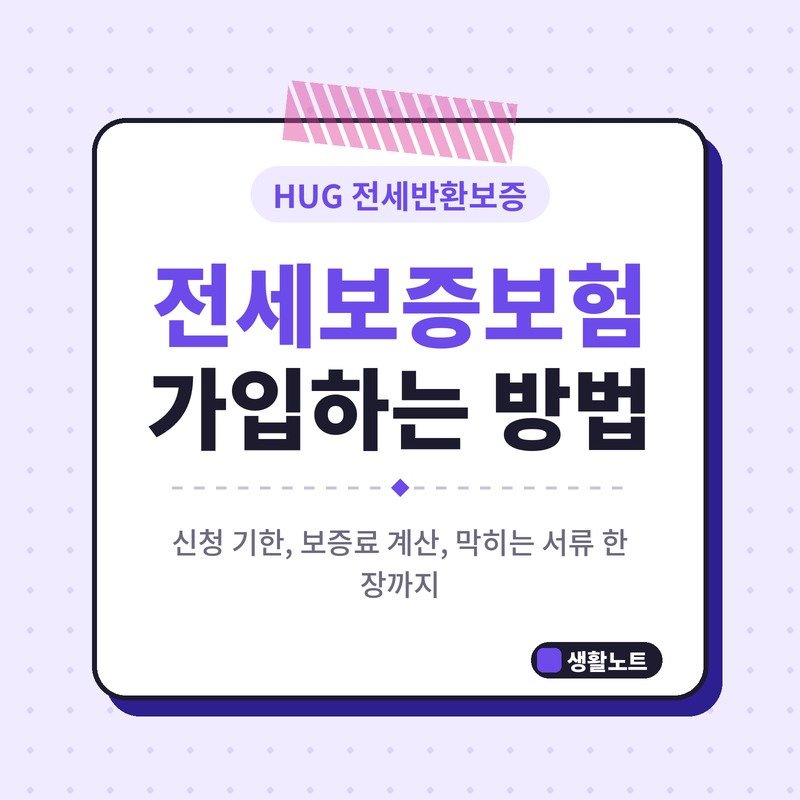 HUG 전세반환보증
전세보증보험
가입하는 방법
신청 기한, 보증료 계산, 막히는 서류 한
장까지
생활노트